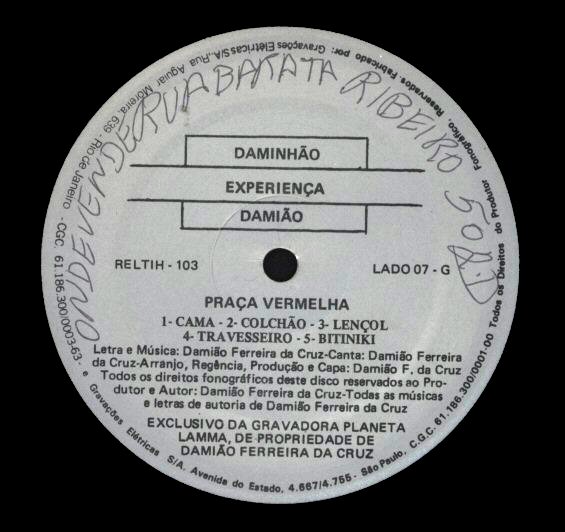 DAMINHÃO
EXPERIENÇA
DAMIÃO
RELTIH - 103
LADO 07 - G
PRAÇA VERMELHA
1- CAMA - 2- COLCHÃO - 3- LENÇOL
4- TRAVESSEIRO - 5- BITINIKI
Letra e Música: Damião Ferreira da Cruz-Canta: Damião Ferreira
da Cruz-Arranjo, Regência, Produção e Capa: Damião F. da Cruz
Todos os direitos fonográficos deste disco reservados ao Pro-
dutor e Autor: Damião Ferreira da Cruz-Todas as músicas
e letras de autoria de Damião Ferreira da Cruz
EXCLUSIVO DA GRAVADORA PLANETA
LAMMA, DE PROPRIEDADE DE
DAMIÃO FERREIRA DA CRUZ
ONDE VENDE RUA BARATA RIBEIRO 502
Todos os Direitos do Produtor Fonográfico. Reservados Fabricado por: Gravações Elétricas S/A., Rua Aguiar Moreira, 639 - Rio de Janeiro - CGC. 61.186.300/0003-63- e Gravações Elétricas S/A. Avenida do Estado, 4.667/4.755 - São Paulo. C.G.C. 61.186.300/0001-00